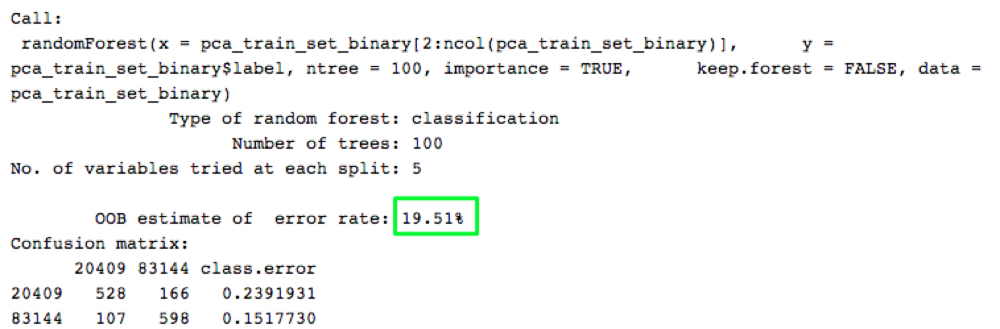 Call:
 randomForest(x = pca_train_set_binary[2:ncol(pca_train_set_binary)],      y =
pca_train_set_binary$label, ntree = 100, importance = TRUE,      keep.forest = FALSE, data =
pca_train_set_binary)
               Type of random forest: classification
                     Number of trees: 100
No. of variables tried at each split: 5
        OOB estimate of  error rate: 19.51%
Confusion matrix:
      20409 83144 class.error
20409   528   166   0.2391931
83144   107   598   0.1517730